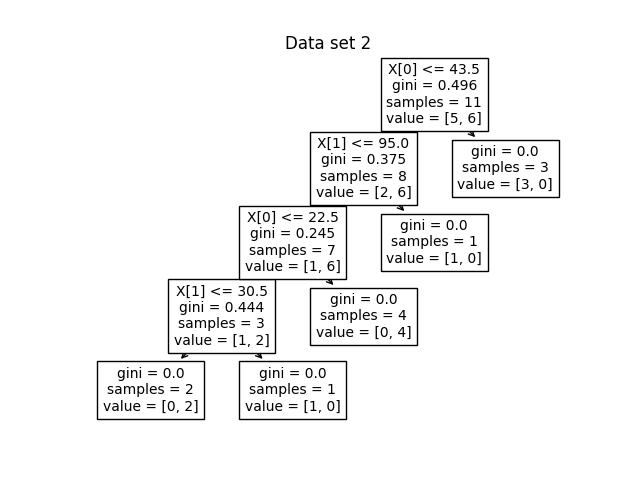 Data set 2
X[0] <= 43.5
gini = 0.496
samples = 11
value = [5, 6]
X[1] <= 95.0
gini = 0.375
samples = 8
value = [2, 6]
gini = 0.0
samples = 3
value = [3, 0]
X[0] <= 22.5
gini = 0.245
samples = 7
value = [1, 6]
gini = 0.0
samples = 1
value = [1, 0]
X[1] <= 30.5
gini = 0.444
samples = 3
value = [1, 2]
gini = 0.0
samples = 4
value = [0, 4]
gini = 0.0
samples = 2
value = [0, 2]
gini = 0.0
samples = 1
value = [1, 0]